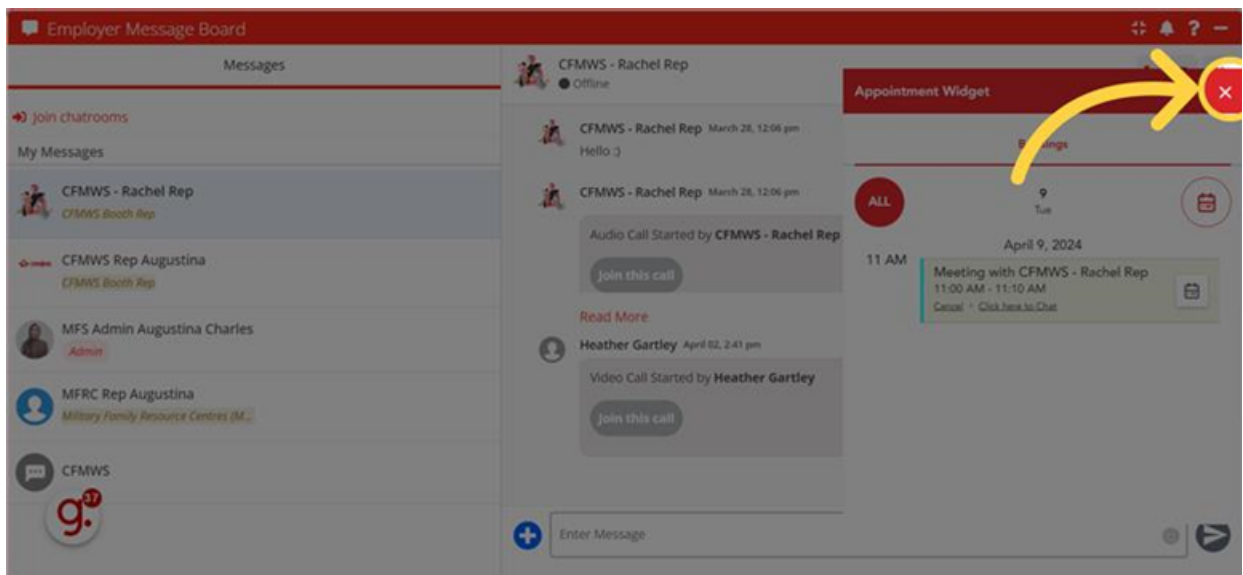 Employer Message Board
?
Messages
Join chatrooms
My Messages
CFMWS - Rachel Rep
CFMWS Booth Rep
CFMWS Rep Augustina
CFMWS Booth Rep
MFS Admin Augustina Charles
Admin
MFRC Rep Augustina
Military Family Resource Centres (M...
CFMWS
g.
37
CFMWS - Rachel Rep
Offline
CFMWS - Rachel Rep March 28, 12:06 pm
Hello :)
CFMWS - Rachel Rep March 28, 12:06 pm
Audio Call Started by CFMWS - Rachel Rep
Join this call
Read More
Heather Gartley April 02, 2:41 pm
Video Call Started by Heather Gartley
Join this call
Enter Message
Appointment Widget
ALL
9
Tue
April 9, 2024
11 AM
Meeting with CFMWS - Rachel Rep
11:00 AM - 11:10 AM
Cancel • Click here to Chat